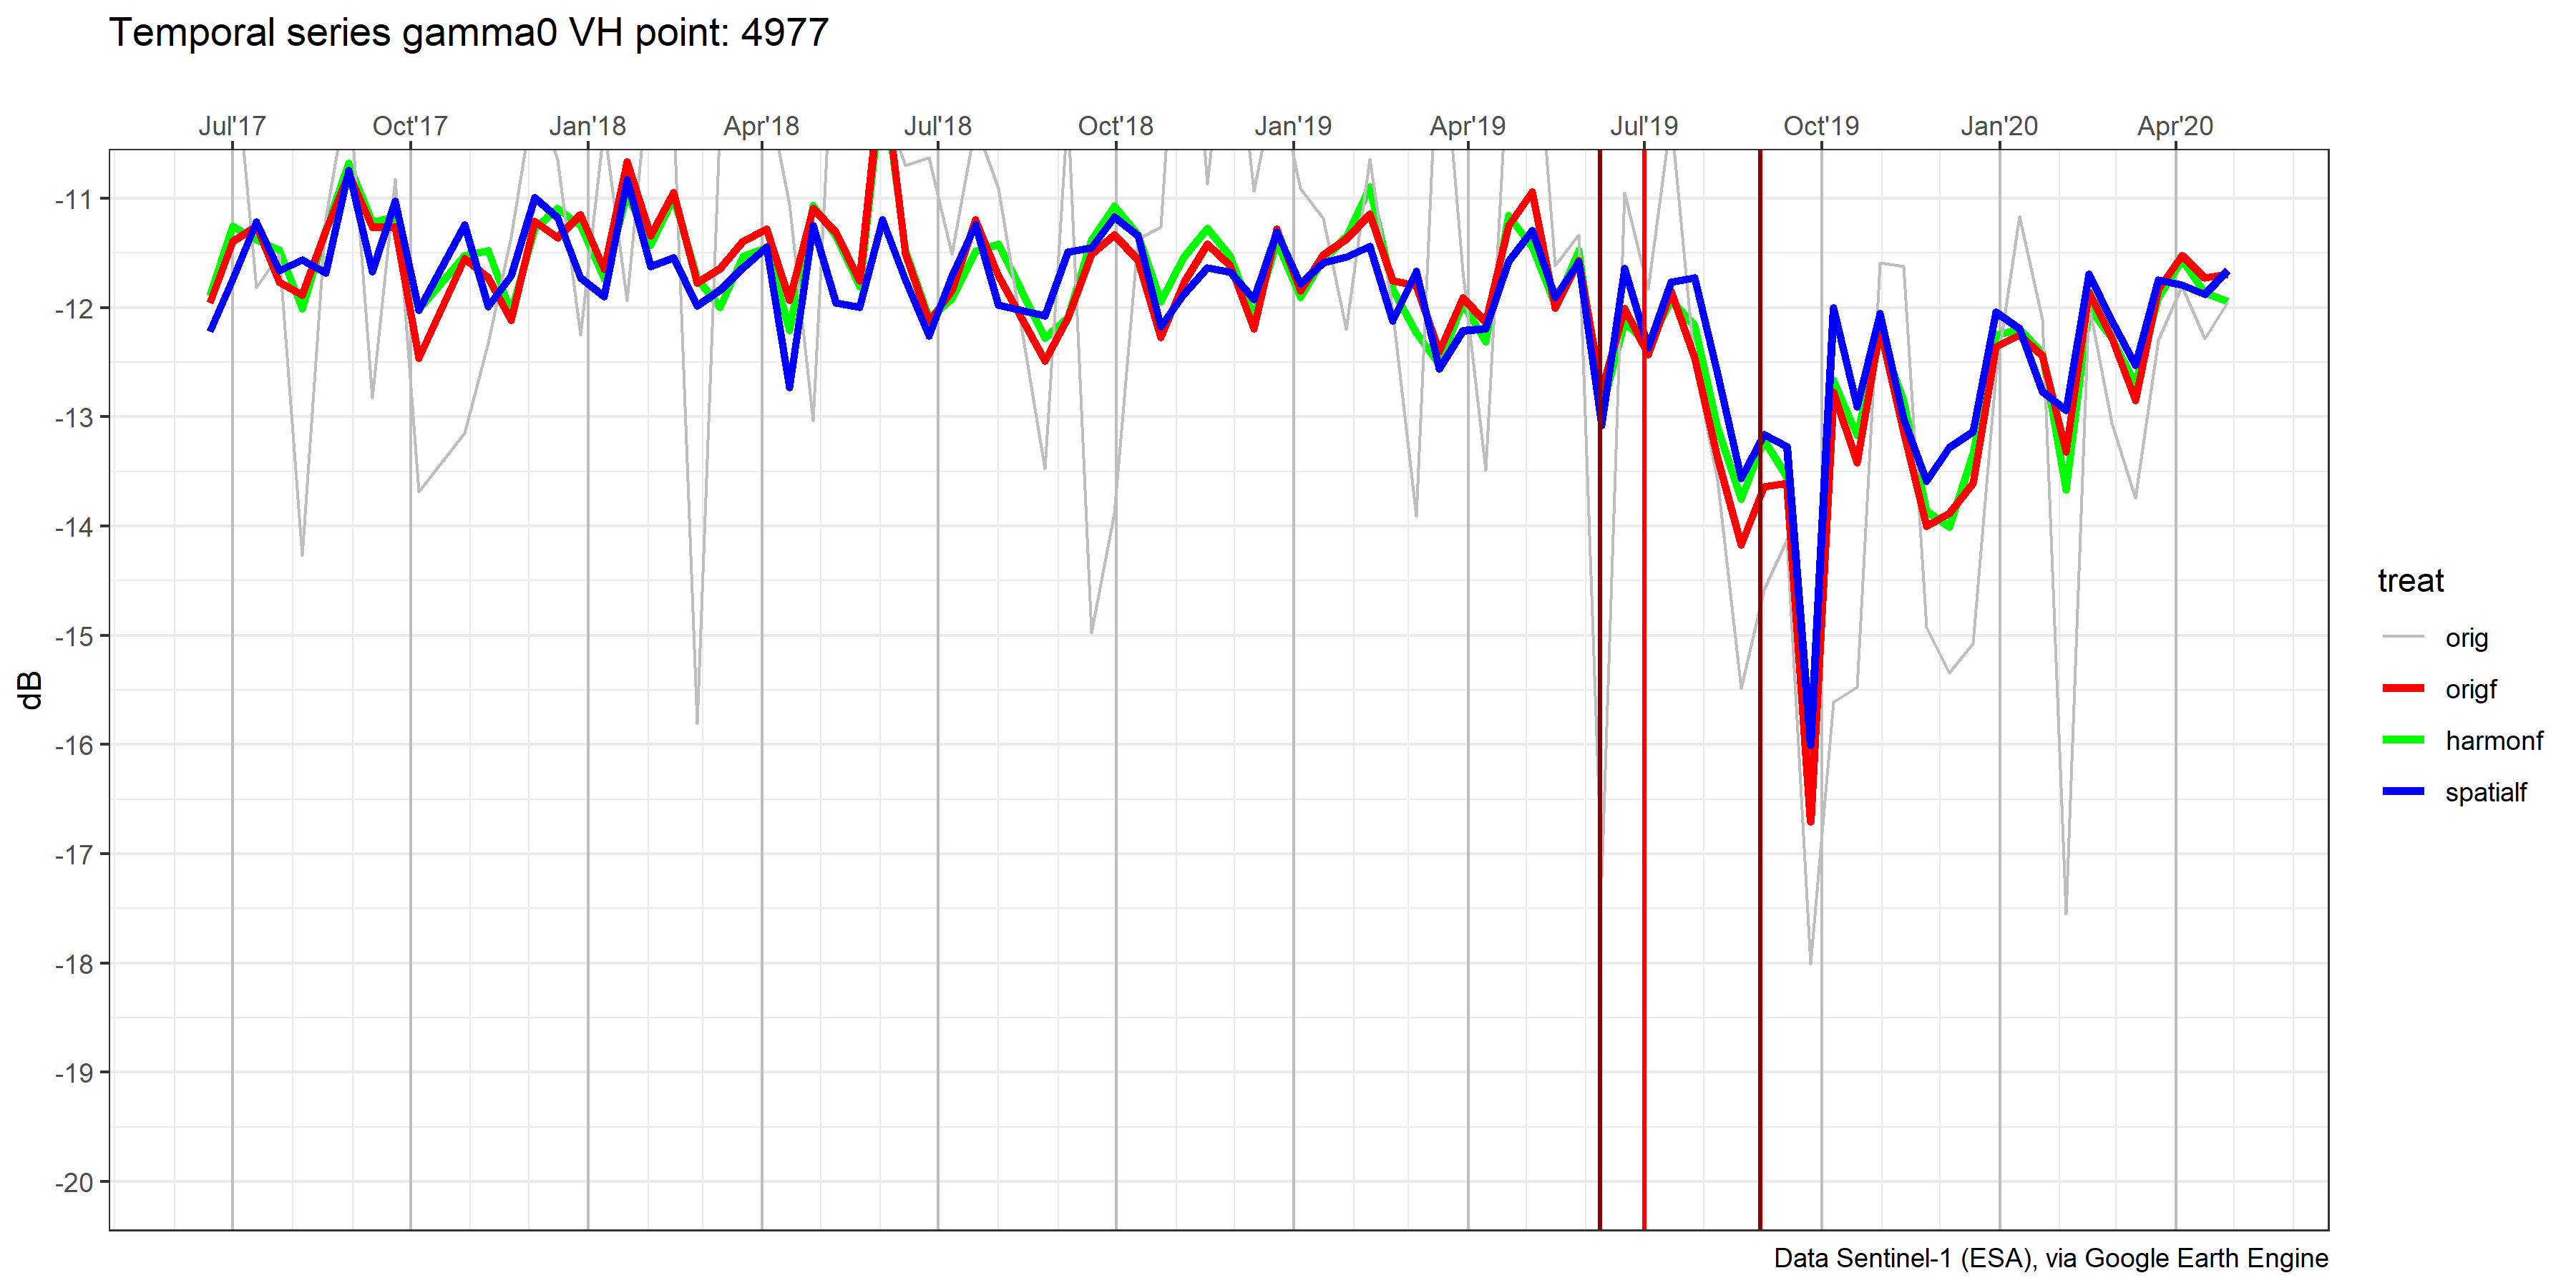 Temporal series gamma0 VH point: 4977
Jul'17 Oct'17 Jan'18 Apr'18 Jul'18 Oct'18 Jan'19 Apr'19 Jul'19 Oct'19 Jan'20 Apr'20
-11
-12
-13
-14
-15
-16
-17
-18
-19
-20
dB
treat
orig
origf
harmonf
spatialf
Data Sentinel-1 (ESA), via Google Earth Engine